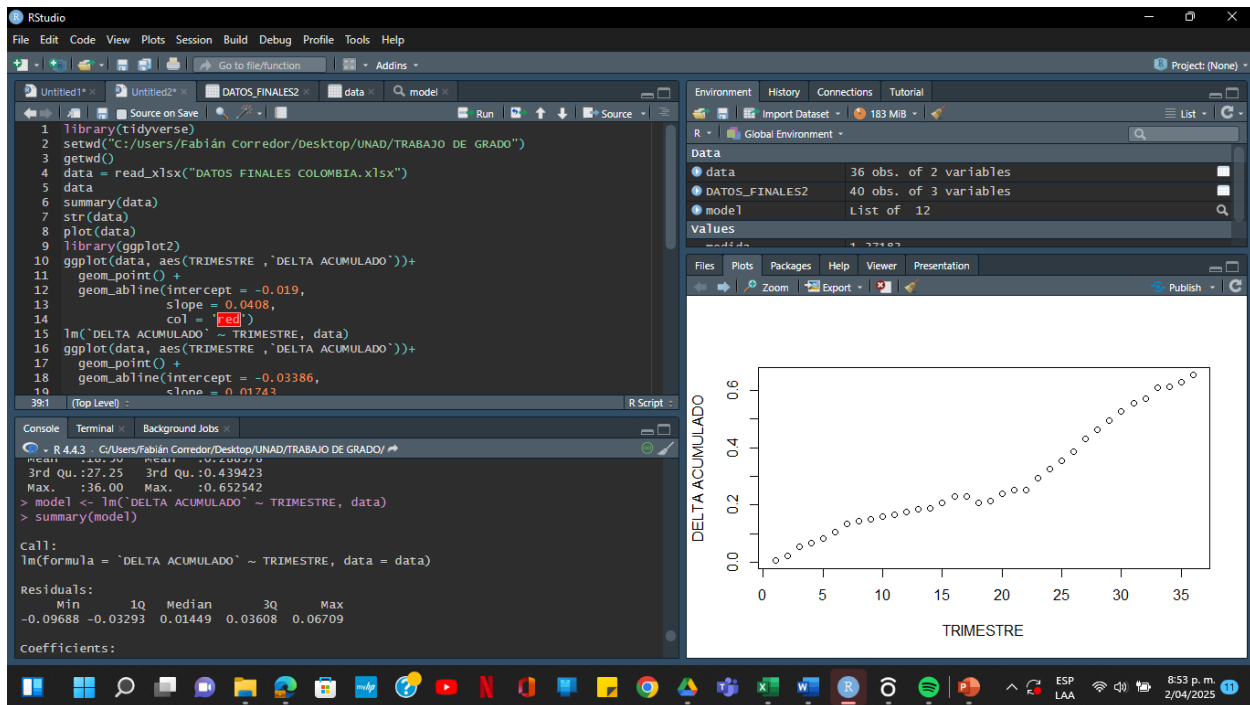 RStudio
File Edit Code View Plots Session Build Debug Profile Tools Help
Go to file/function Addins Project: (None)
Untitled1* Untitled2* DATOS_FINALES2 data model
Source on Save Run Source
1 library(tidyverse)
2 setwd("C:/Users/Fabián Corredor/Desktop/UNAD/TRABAJO DE GRADO")
3 getwd()
4 data = read_xlsx("DATOS FINALES COLOMBIA.xlsx")
5 data
6 summary(data)
7 str(data)
8 plot(data)
9 library(ggplot2)
10 ggplot(data, aes(TRIMESTRE ,`DELTA ACUMULADO`))+
11 geom_point() +
12 geom_abline(intercept = -0.019,
13 slope = 0.0408,
14 col = 'red')
15 lm(`DELTA ACUMULADO` ~ TRIMESTRE, data)
16 ggplot(data, aes(TRIMESTRE ,`DELTA ACUMULADO`))+
17 geom_point() +
18 geom_abline(intercept = -0.03386,
19 slope = 0.01743
39:1 (Top Level) R Script
Console Terminal Background Jobs
R 4.4.3 · C:/Users/Fabián Corredor/Desktop/UNAD/TRABAJO DE GRADO/
Mean :18.50 Mean
3rd Qu.:27.25 3rd Qu.:0.439423
Max. :36.00 Max. :0.652542
> model <- lm(`DELTA ACUMULADO` ~ TRIMESTRE, data)
> summary(model)
Call:
lm(formula = `DELTA ACUMULADO` ~ TRIMESTRE, data = data)
Residuals:
Min 1Q Median 3Q Max
-0.09688 -0.03293 0.01449 0.03608 0.06709
Coefficients:
Environment History Connections Tutorial
Import Dataset 183 MiB List
R Global Environment
Data
data 36 obs. of 2 variables
DATOS_FINALES2 40 obs. of 3 variables
model List of 12
Values
medida
Files Plots Packages Help Viewer Presentation
Zoom Export Publish
DELTA ACUMULADO
0.6
0.4
0.2
0.0
0 5 10 15 20 25 30 35
TRIMESTRE
myhp
ESP
LAA
8:53 p. m.
2/04/2025
11